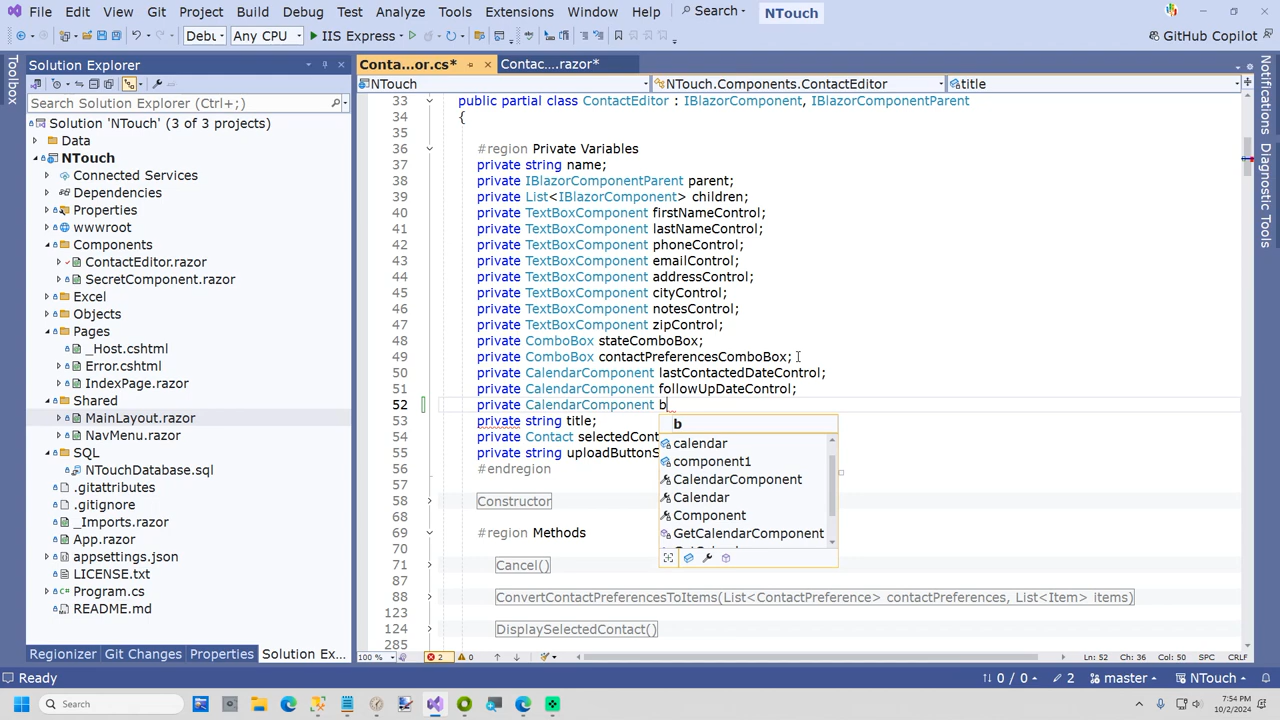 File Edit View Git Project Build Debug Test Analyze Tools Extensions Window Help Search NTouch
Debu Any CPU IIS Express GitHub Copilot
Toolbox
Solution Explorer
Search Solution Explorer (Ctrl+;)
Solution 'NTouch' (3 of 3 projects)
Data
NTouch
Connected Services
Dependencies
Properties
wwwroot
Components
ContactEditor.razor
SecretComponent.razor
Excel
Objects
Pages
_Host.cshtml
Error.cshtml
IndexPage.razor
Shared
MainLayout.razor
NavMenu.razor
SQL
NTouchDatabase.sql
.gitattributes
.gitignore
_Imports.razor
App.razor
appsettings.json
LICENSE.txt
Program.cs
README.md
Regionizer Git Changes Properties Solution Ex...
Conta...or.cs* Contac....razor*
NTouch NTouch.Components.ContactEditor title
33 public partial class ContactEditor : IBlazorComponent, IBlazorComponentParent
34 {
35
36 #region Private Variables
37 private string name;
38 private IBlazorComponentParent parent;
39 private List<IBlazorComponent> children;
40 private TextBoxComponent firstNameControl;
41 private TextBoxComponent lastNameControl;
42 private TextBoxComponent phoneControl;
43 private TextBoxComponent emailControl;
44 private TextBoxComponent addressControl;
45 private TextBoxComponent cityControl;
46 private TextBoxComponent notesControl;
47 private TextBoxComponent zipControl;
48 private ComboBox stateComboBox;
49 private ComboBox contactPreferencesComboBox;
50 private CalendarComponent lastContactedDateControl;
51 private CalendarComponent followUpDateControl;
52 private CalendarComponent b
53 private string title;
54 private Contact selectedCont
55 private string uploadButtonS
56 #endregion
57
58 Constructor
68
69 #region Methods
70
71 Cancel()
87
88 ConvertContactPreferencesToItems(List<ContactPreference> contactPreferences, List<Item> items)
123
124 DisplaySelectedContact()
285
b
calendar
component1
CalendarComponent
Calendar
Component
GetCalendarComponent
100 % 2 0 Ln: 52 Ch: 36 Col: 50 SPC CRLF
Notifications
Diagnostic Tools
Ready 0 / 0 2 master NTouch
Search 7:54 PM
10/2/2024